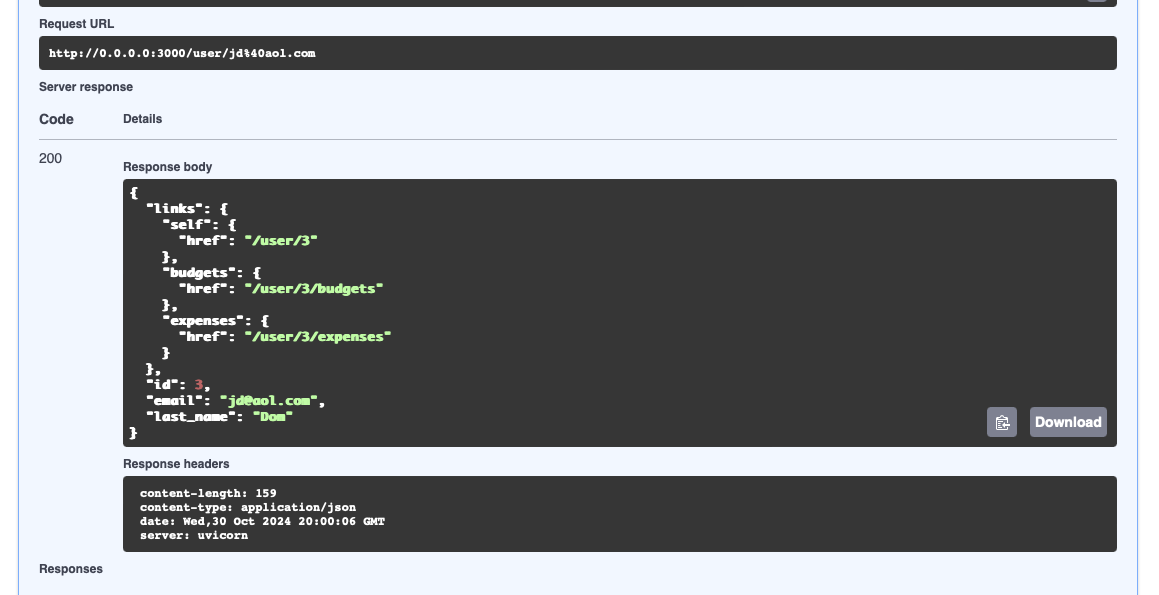 Request URL
http://0.0.0.0:3000/user/jd%40aol.com
Server response
Code Details
200
Response body
{
  "links": {
    "self": {
      "href": "/user/3"
    },
    "budgets": {
      "href": "/user/3/budgets"
    },
    "expenses": {
      "href": "/user/3/expenses"
    }
  },
  "id": 3,
  "email": "jd@aol.com",
  "last_name": "Dom"
}
Download
Response headers
content-length: 159
content-type: application/json
date: Wed,30 Oct 2024 20:00:06 GMT
server: uvicorn
Responses